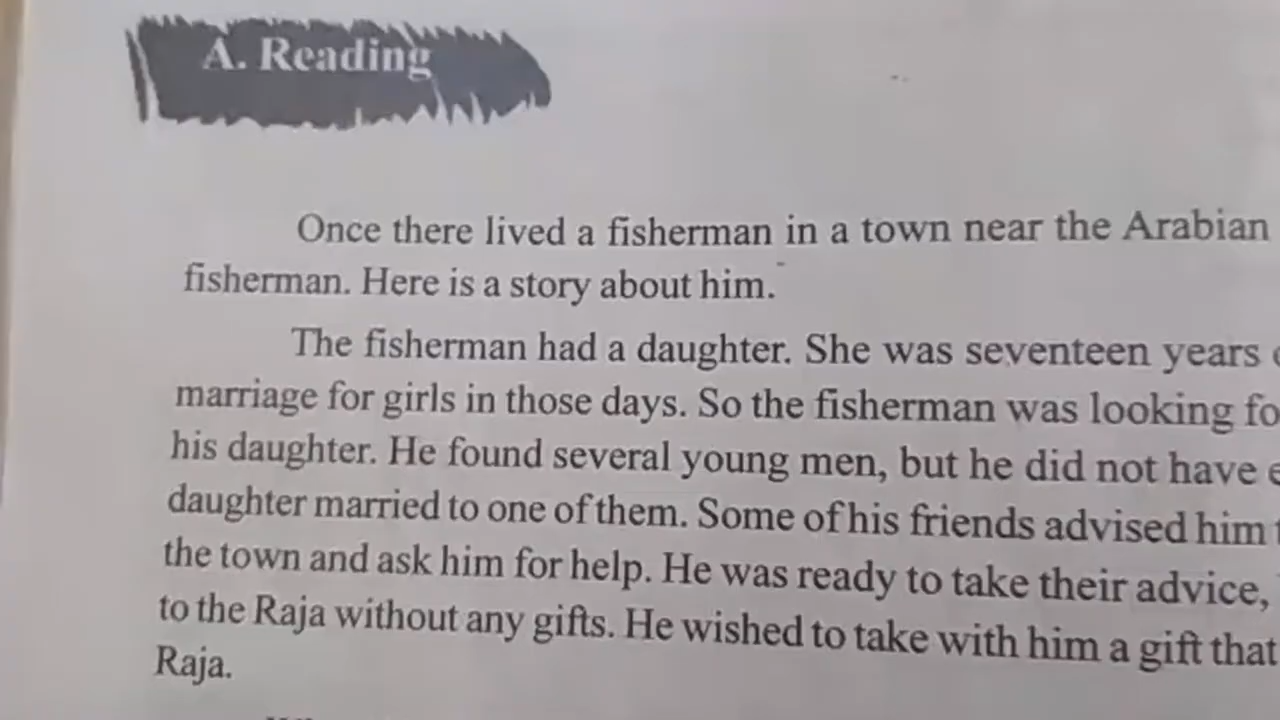 A. Reading
Once there lived a fisherman in a town near the Arabian
fisherman. Here is a story about him.
The fisherman had a daughter. She was seventeen years
marriage for girls in those days. So the fisherman was looking fo
his daughter. He found several young men, but he did not have
daughter married to one of them. Some of his friends advised him
the town and ask him for help. He was ready to take their advice,
to the Raja without any gifts. He wished to take with him a gift that
Raja.